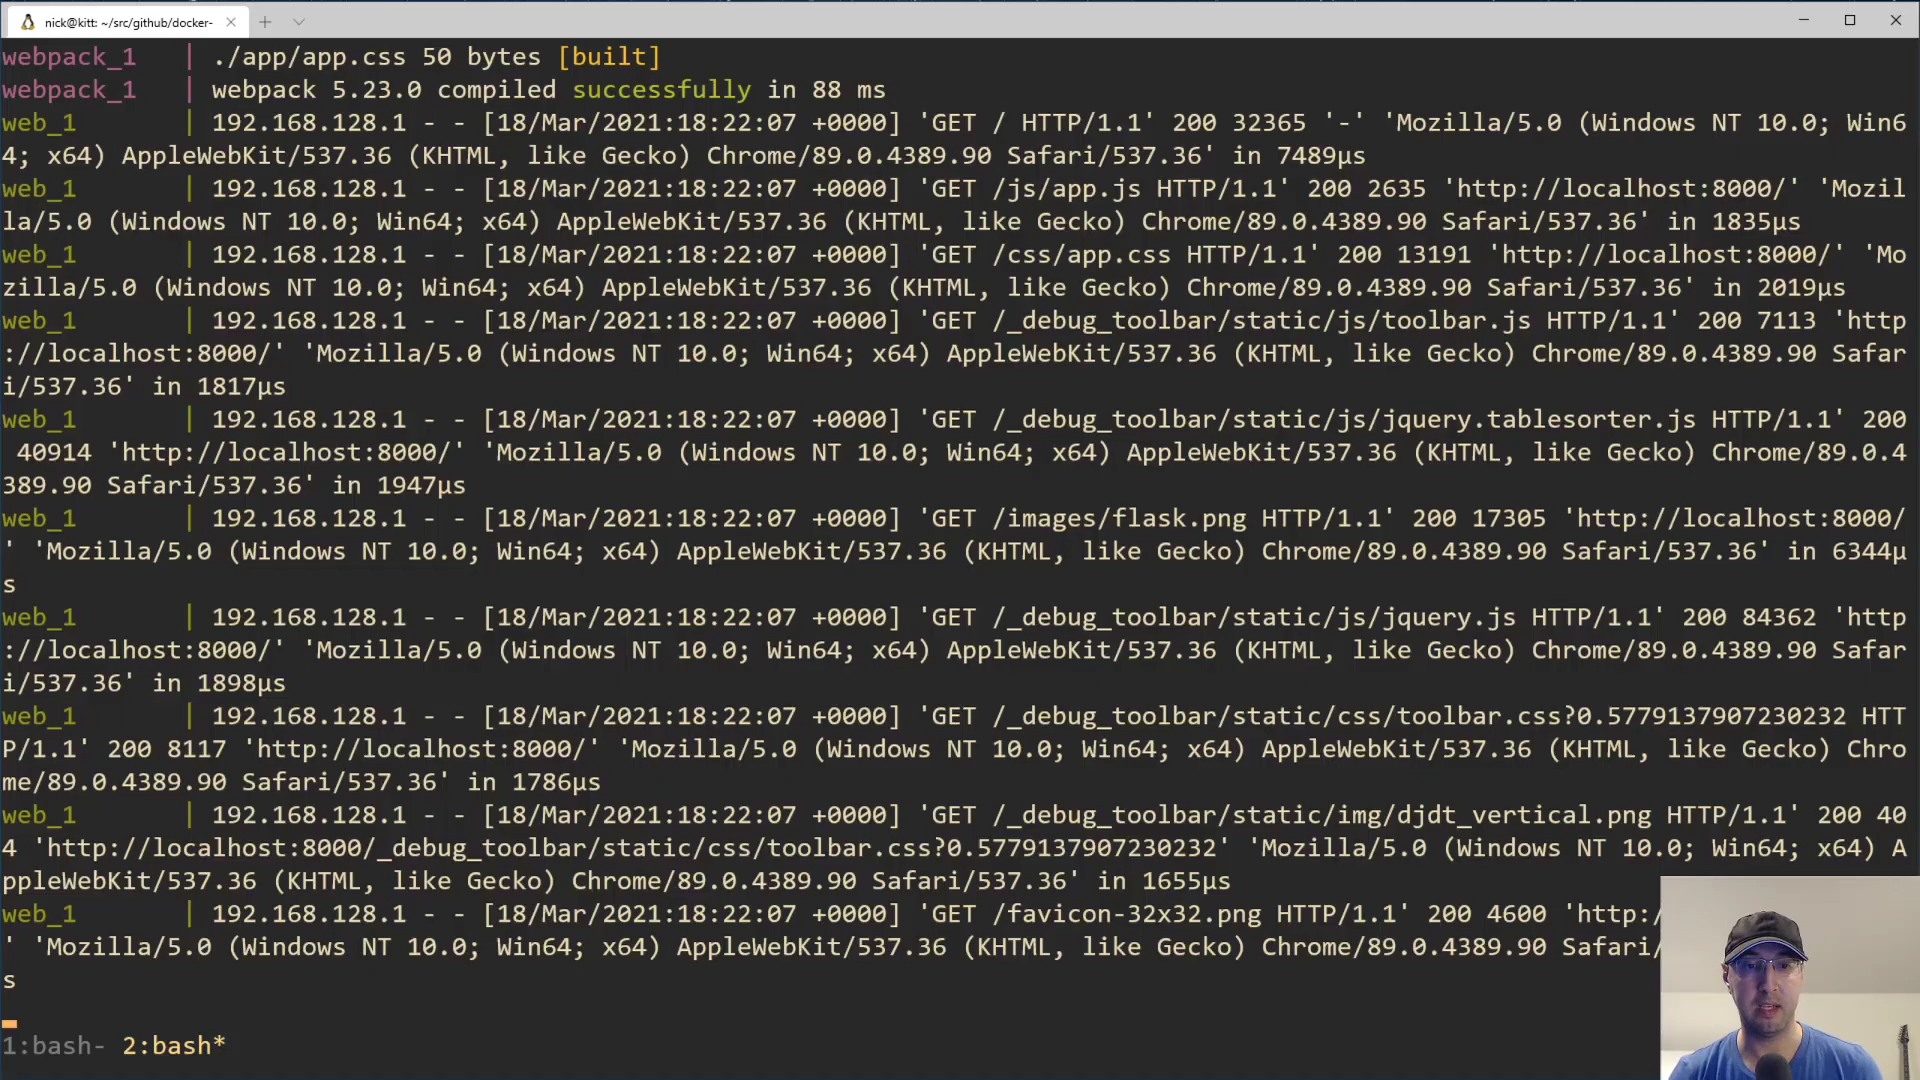 nick@kitt: ~/src/github/docker-
webpack_1   | ./app/app.css 50 bytes [built]
webpack_1   | webpack 5.23.0 compiled successfully in 88 ms
web_1       | 192.168.128.1 - - [18/Mar/2021:18:22:07 +0000] 'GET / HTTP/1.1' 200 32365 '-' 'Mozilla/5.0 (Windows NT 10.0; Win6
4; x64) AppleWebKit/537.36 (KHTML, like Gecko) Chrome/89.0.4389.90 Safari/537.36' in 7489µs
web_1       | 192.168.128.1 - - [18/Mar/2021:18:22:07 +0000] 'GET /js/app.js HTTP/1.1' 200 2635 'http://localhost:8000/' 'Mozil
la/5.0 (Windows NT 10.0; Win64; x64) AppleWebKit/537.36 (KHTML, like Gecko) Chrome/89.0.4389.90 Safari/537.36' in 1835µs
web_1       | 192.168.128.1 - - [18/Mar/2021:18:22:07 +0000] 'GET /css/app.css HTTP/1.1' 200 13191 'http://localhost:8000/' 'Mo
zilla/5.0 (Windows NT 10.0; Win64; x64) AppleWebKit/537.36 (KHTML, like Gecko) Chrome/89.0.4389.90 Safari/537.36' in 2019µs
web_1       | 192.168.128.1 - - [18/Mar/2021:18:22:07 +0000] 'GET /_debug_toolbar/static/js/toolbar.js HTTP/1.1' 200 7113 'http
://localhost:8000/' 'Mozilla/5.0 (Windows NT 10.0; Win64; x64) AppleWebKit/537.36 (KHTML, like Gecko) Chrome/89.0.4389.90 Safar
i/537.36' in 1817µs
web_1       | 192.168.128.1 - - [18/Mar/2021:18:22:07 +0000] 'GET /_debug_toolbar/static/js/jquery.tablesorter.js HTTP/1.1' 200
 40914 'http://localhost:8000/' 'Mozilla/5.0 (Windows NT 10.0; Win64; x64) AppleWebKit/537.36 (KHTML, like Gecko) Chrome/89.0.4
389.90 Safari/537.36' in 1947µs
web_1       | 192.168.128.1 - - [18/Mar/2021:18:22:07 +0000] 'GET /images/flask.png HTTP/1.1' 200 17305 'http://localhost:8000/
' 'Mozilla/5.0 (Windows NT 10.0; Win64; x64) AppleWebKit/537.36 (KHTML, like Gecko) Chrome/89.0.4389.90 Safari/537.36' in 6344µ
s
web_1       | 192.168.128.1 - - [18/Mar/2021:18:22:07 +0000] 'GET /_debug_toolbar/static/js/jquery.js HTTP/1.1' 200 84362 'http
://localhost:8000/' 'Mozilla/5.0 (Windows NT 10.0; Win64; x64) AppleWebKit/537.36 (KHTML, like Gecko) Chrome/89.0.4389.90 Safar
i/537.36' in 1898µs
web_1       | 192.168.128.1 - - [18/Mar/2021:18:22:07 +0000] 'GET /_debug_toolbar/static/css/toolbar.css?0.5779137907230232 HTT
P/1.1' 200 8117 'http://localhost:8000/' 'Mozilla/5.0 (Windows NT 10.0; Win64; x64) AppleWebKit/537.36 (KHTML, like Gecko) Chro
me/89.0.4389.90 Safari/537.36' in 1786µs
web_1       | 192.168.128.1 - - [18/Mar/2021:18:22:07 +0000] 'GET /_debug_toolbar/static/img/djdt_vertical.png HTTP/1.1' 200 40
4 'http://localhost:8000/_debug_toolbar/static/css/toolbar.css?0.5779137907230232' 'Mozilla/5.0 (Windows NT 10.0; Win64; x64) A
ppleWebKit/537.36 (KHTML, like Gecko) Chrome/89.0.4389.90 Safari/537.36' in 1655µs
web_1       | 192.168.128.1 - - [18/Mar/2021:18:22:07 +0000] 'GET /favicon-32x32.png HTTP/1.1' 200 4600 'http:/
' 'Mozilla/5.0 (Windows NT 10.0; Win64; x64) AppleWebKit/537.36 (KHTML, like Gecko) Chrome/89.0.4389.90 Safari/
s
1:bash- 2:bash*